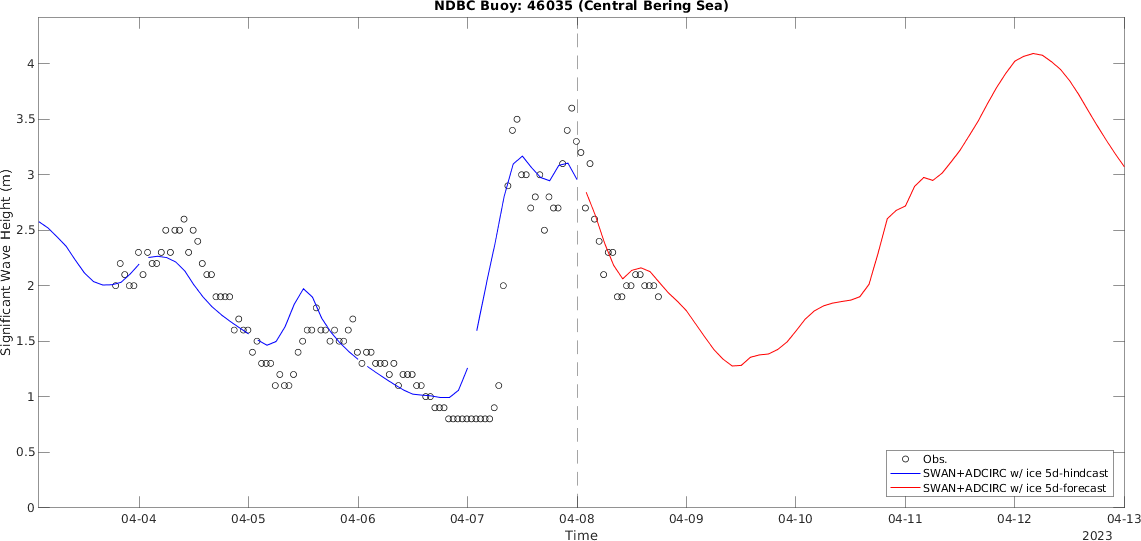 NDBC Buoy: 46035 (Central Bering Sea)
Significant Wave Height (m)
4
3.5
3
2.5
2
1.5
1
0.5
0
04-04 04-05 04-06 04-07 04-08 04-09 04-10 04-11 04-12 04-13
Time
2023
Obs.
SWAN+ADCIRC w/ ice 5d-hindcast
SWAN+ADCIRC w/ ice 5d-forecast